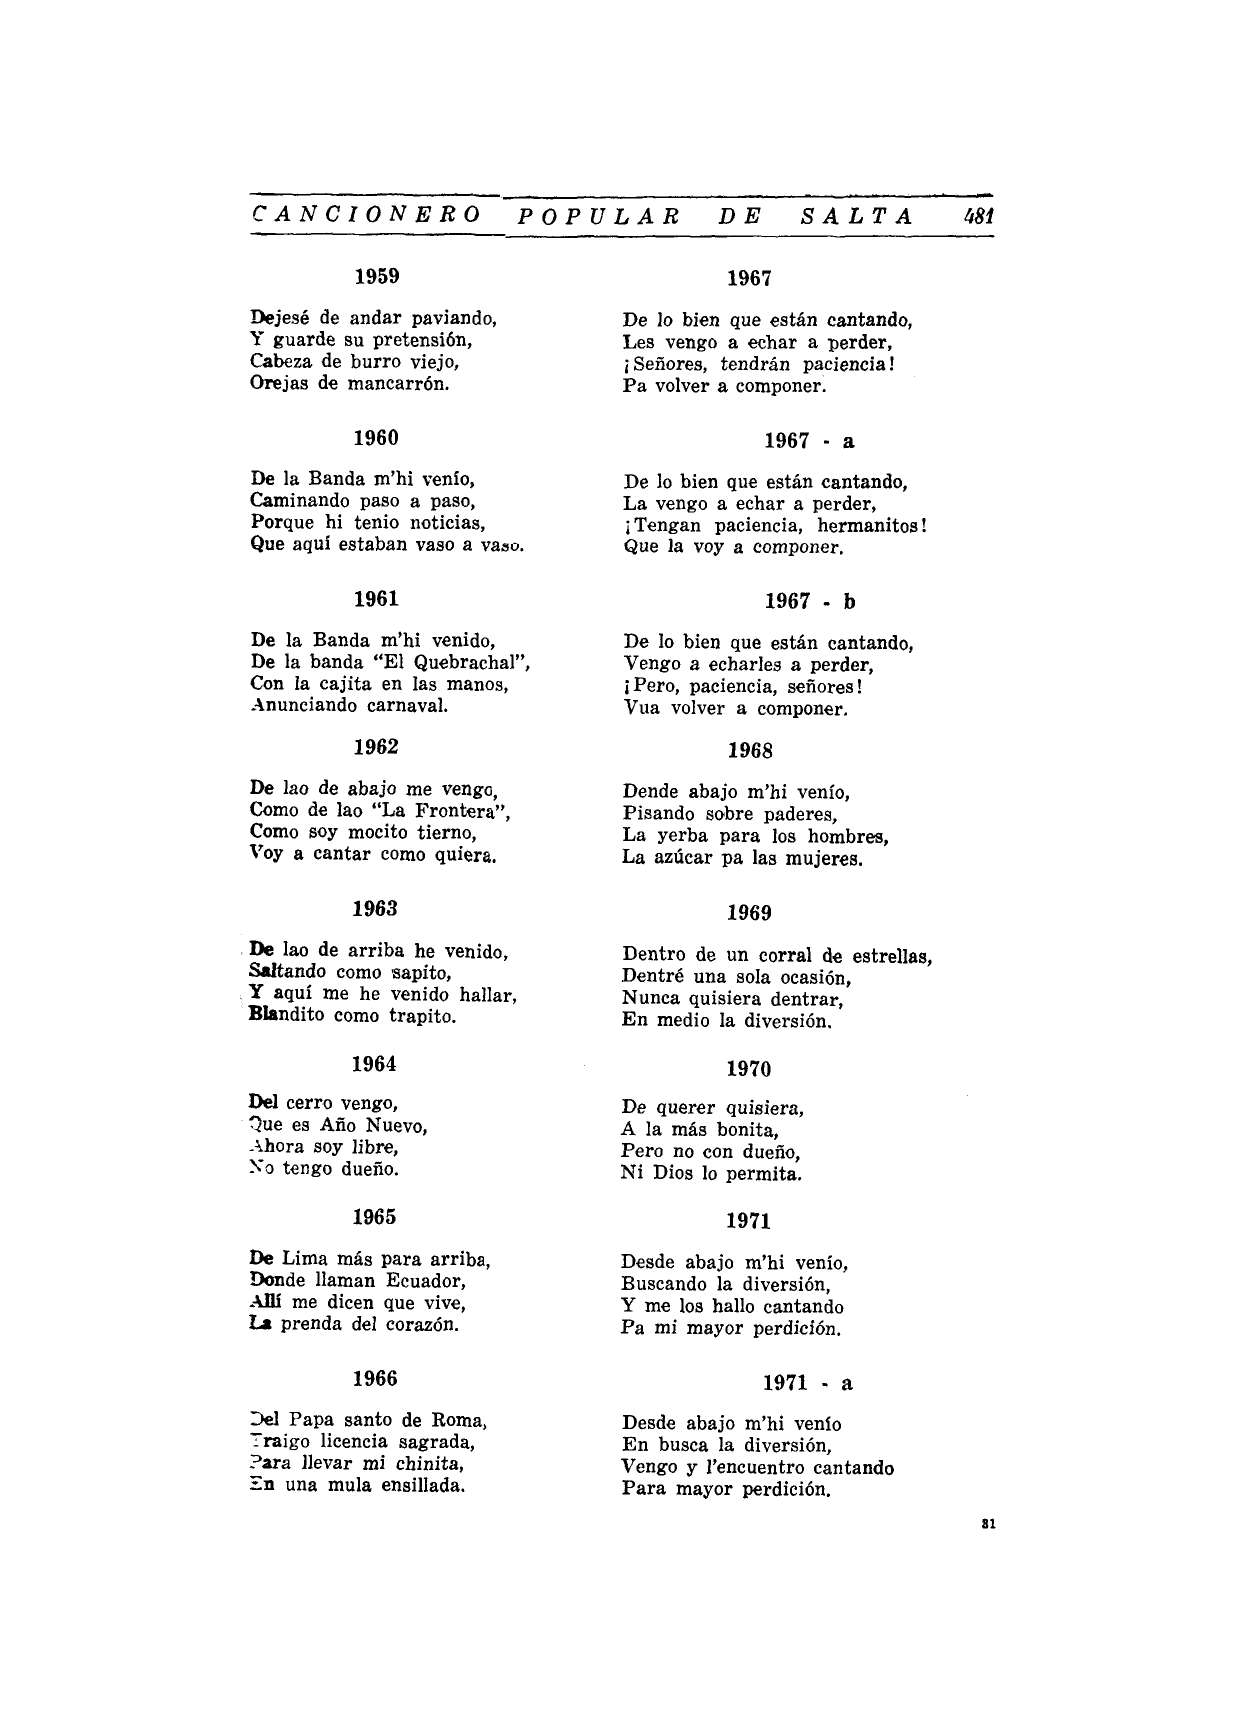 CANCIONERO POPULAR DE SALTA 481
1959
Dejesé de andar paviando,
Y guarde su pretensión,
Cabeza de burro viejo,
Orejas de mancarrón.
1960
De la Banda m'hi venío,
Caminando paso a paso,
Porque hi tenio noticias,
Que aquí estaban vaso a vaso.
1961
De la Banda m'hi venido,
De la banda “El Quebrachal”,
Con la cajita en las manos,
Anunciando carnaval.
1962
De lao de abajo me vengo,
Como de lao “La Frontera”,
Como soy mocito tierno,
Voy a cantar como quiera.
1963
De lao de arriba he venido,
Saltando como sapito,
Y aquí me he venido hallar,
Blandito como trapito.
1964
Del cerro vengo,
Que es Año Nuevo,
Ahora soy libre,
No tengo dueño.
1965
De Lima más para arriba,
Donde llaman Ecuador,
Allí me dicen que vive,
La prenda del corazón.
1966
Del Papa santo de Roma,
Traigo licencia sagrada,
Para llevar mi chinita,
En una mula ensillada.
1967
De lo bien que están cantando,
Les vengo a echar a perder,
¡Señores, tendrán paciencia!
Pa volver a componer.
1967 - a
De lo bien que están cantando,
La vengo a echar a perder,
¡Tengan paciencia, hermanitos!
Que la voy a componer.
1967 - b
De lo bien que están cantando,
Vengo a echarles a perder,
¡Pero, paciencia, señores!
Vua volver a componer.
1968
Dende abajo m'hi venío,
Pisando sobre paderes,
La yerba para los hombres,
La azúcar pa las mujeres.
1969
Dentro de un corral de estrellas,
Dentré una sola ocasión,
Nunca quisiera dentrar,
En medio la diversión.
1970
De querer quisiera,
A la más bonita,
Pero no con dueño,
Ni Dios lo permita.
1971
Desde abajo m'hi venío,
Buscando la diversión,
Y me los hallo cantando
Pa mi mayor perdición.
1971 - a
Desde abajo m'hi venío
En busca la diversión,
Vengo y l'encuentro cantando
Para mayor perdición.
31